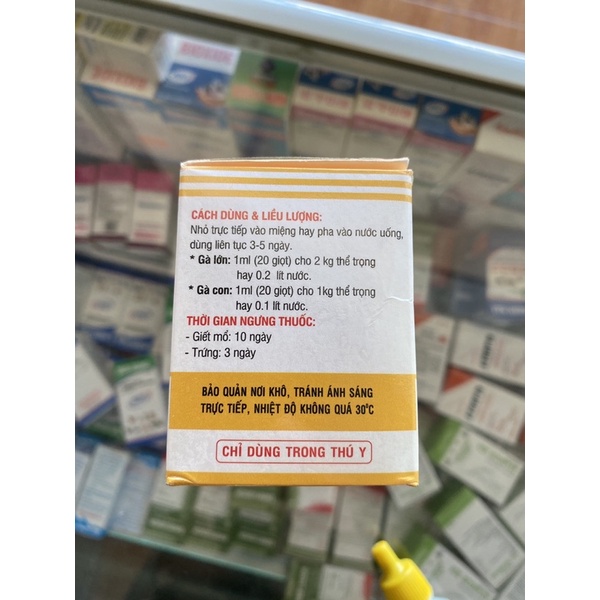 CÁCH DÙNG & LIỀU LƯỢNG:
Nhỏ trực tiếp vào miệng hay pha vào nước uống,
dùng liên tục 3-5 ngày.
* Gà lớn: 1ml (20 giọt) cho 2 kg thể trọng
hay 0.2 lít nước.
* Gà con: 1ml (20 giọt) cho 1kg thể trọng
hay 0.1 lít nước.
THỜI GIAN NGƯNG THUỐC:
- Giết mổ: 10 ngày
- Trứng: 3 ngày
BẢO QUẢN NƠI KHÔ, TRÁNH ÁNH SÁNG
TRỰC TIẾP, NHIỆT ĐỘ KHÔNG QUÁ 30°C
CHỈ DÙNG TRONG THÚ Y